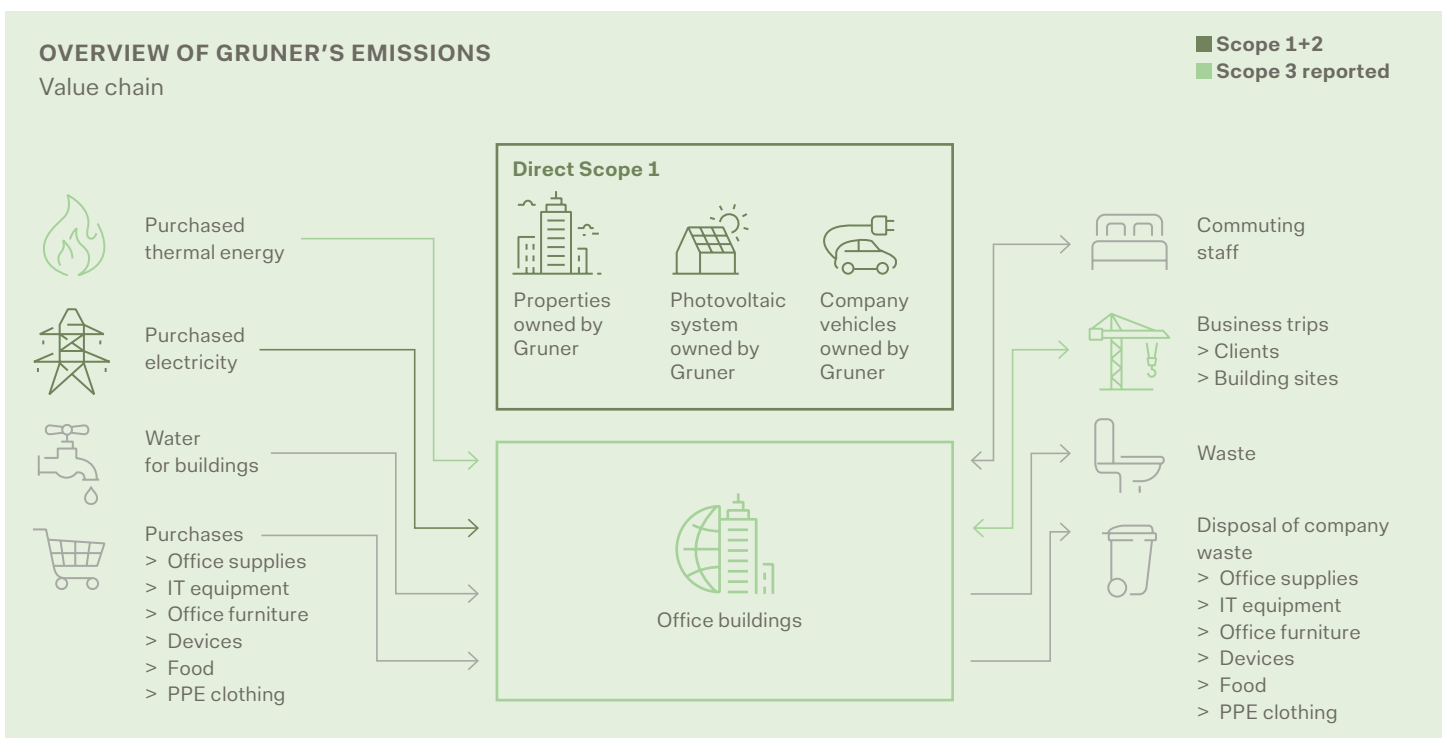 OVERVIEW OF GRUNER’S EMISSIONS
Value chain
Scope 1+2
Scope 3 reported
Purchased
thermal energy
Purchased
electricity
Water
for buildings
Purchases
> Office supplies
> IT equipment
> Office furniture
> Devices
> Food
> PPE clothing
Direct Scope 1
Properties
owned by
Gruner
Photovoltaic
system
owned by
Gruner
Company
vehicles
owned by
Gruner
Office buildings
Commuting
staff
Business trips
> Clients
> Building sites
Waste
Disposal of company
waste
> Office supplies
> IT equipment
> Office furniture
> Devices
> Food
> PPE clothing